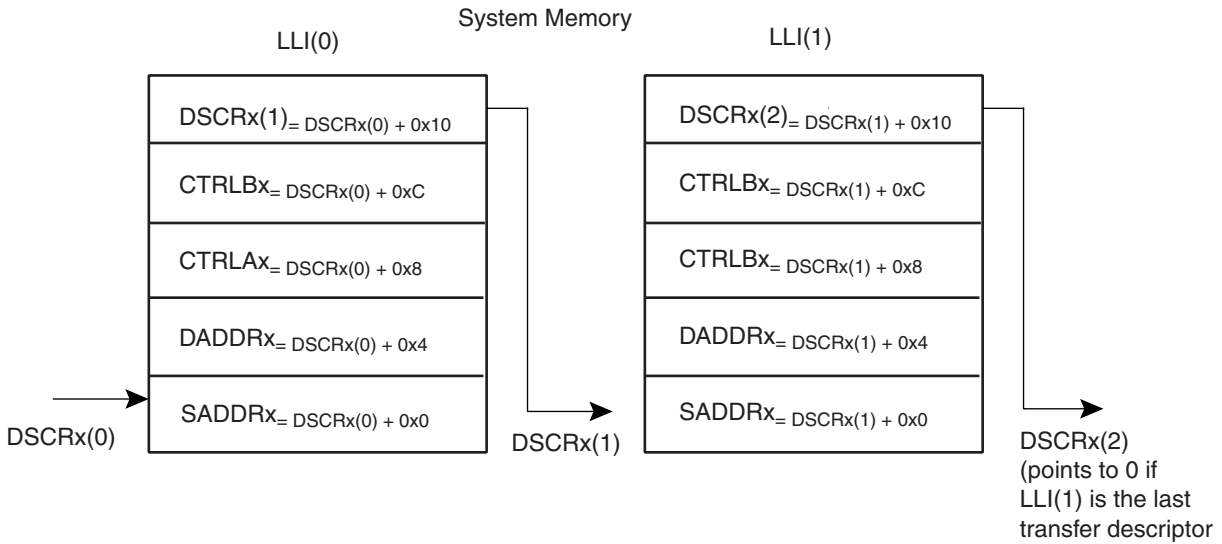 System Memory
LLI(0)
LLI(1)
DSCRx(1)= DSCRx(0) + 0x10
CTRLBx= DSCRx(0) + 0xC
CTRLAx= DSCRx(0) + 0x8
DADDRx= DSCRx(0) + 0x4
SADDRx= DSCRx(0) + 0x0
DSCRx(0)
DSCRx(1)
DSCRx(2)= DSCRx(1) + 0x10
CTRLBx= DSCRx(1) + 0xC
CTRLBx= DSCRx(1) + 0x8
DADDRx= DSCRx(1) + 0x4
SADDRx= DSCRx(1) + 0x0
DSCRx(2)
(points to 0 if
LLI(1) is the last
transfer descriptor